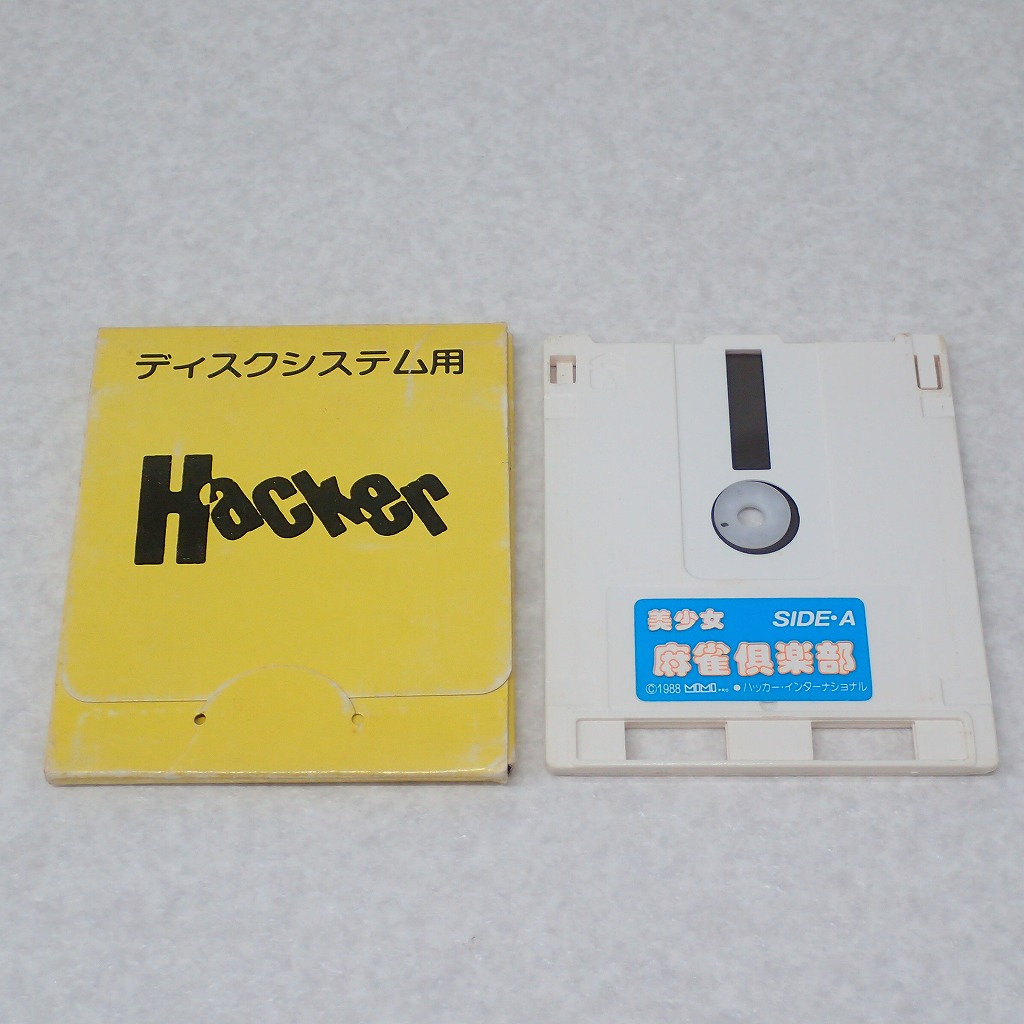 ディスクシステム用
Hacker
美少女 SIDE・A
麻雀倶楽部
©1988 MIMI ●ハッカー・インターナショナル